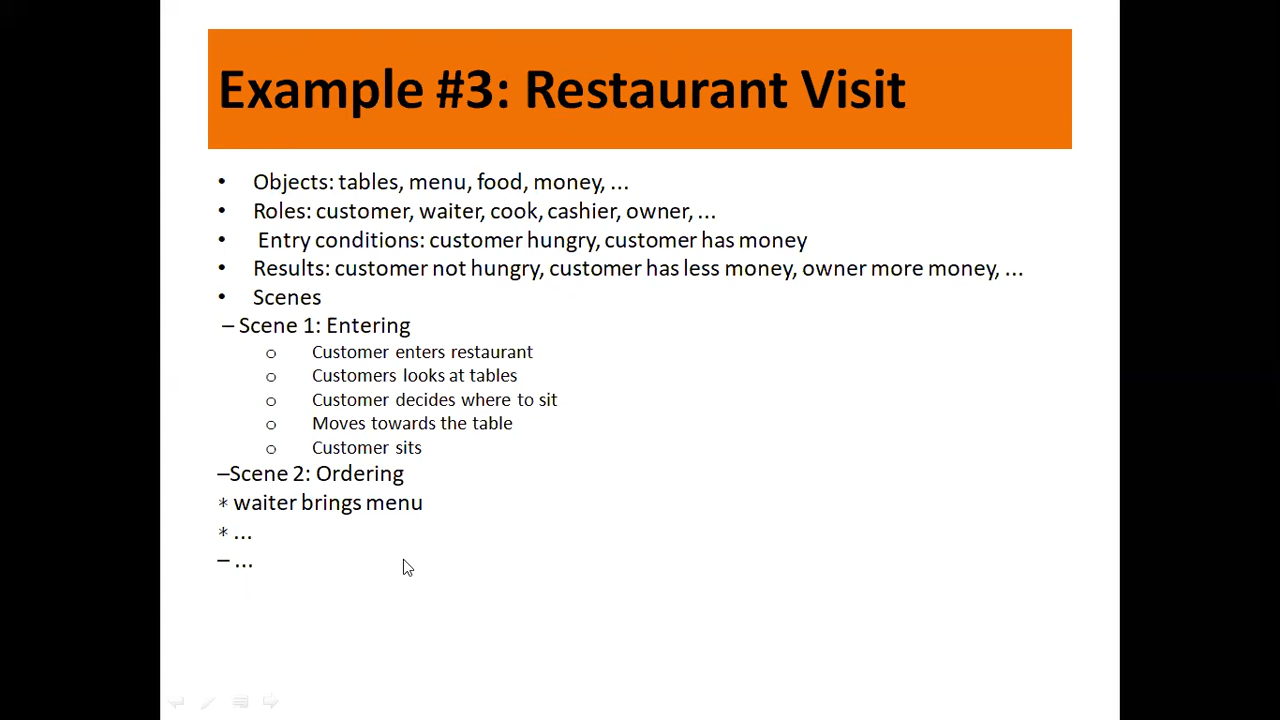 Example #3: Restaurant Visit
• Objects: tables, menu, food, money, ...
• Roles: customer, waiter, cook, cashier, owner, ...
• Entry conditions: customer hungry, customer has money
• Results: customer not hungry, customer has less money, owner more money, ...
• Scenes
– Scene 1: Entering
o Customer enters restaurant
o Customers looks at tables
o Customer decides where to sit
o Moves towards the table
o Customer sits
–Scene 2: Ordering
* waiter brings menu
* ...
– ...